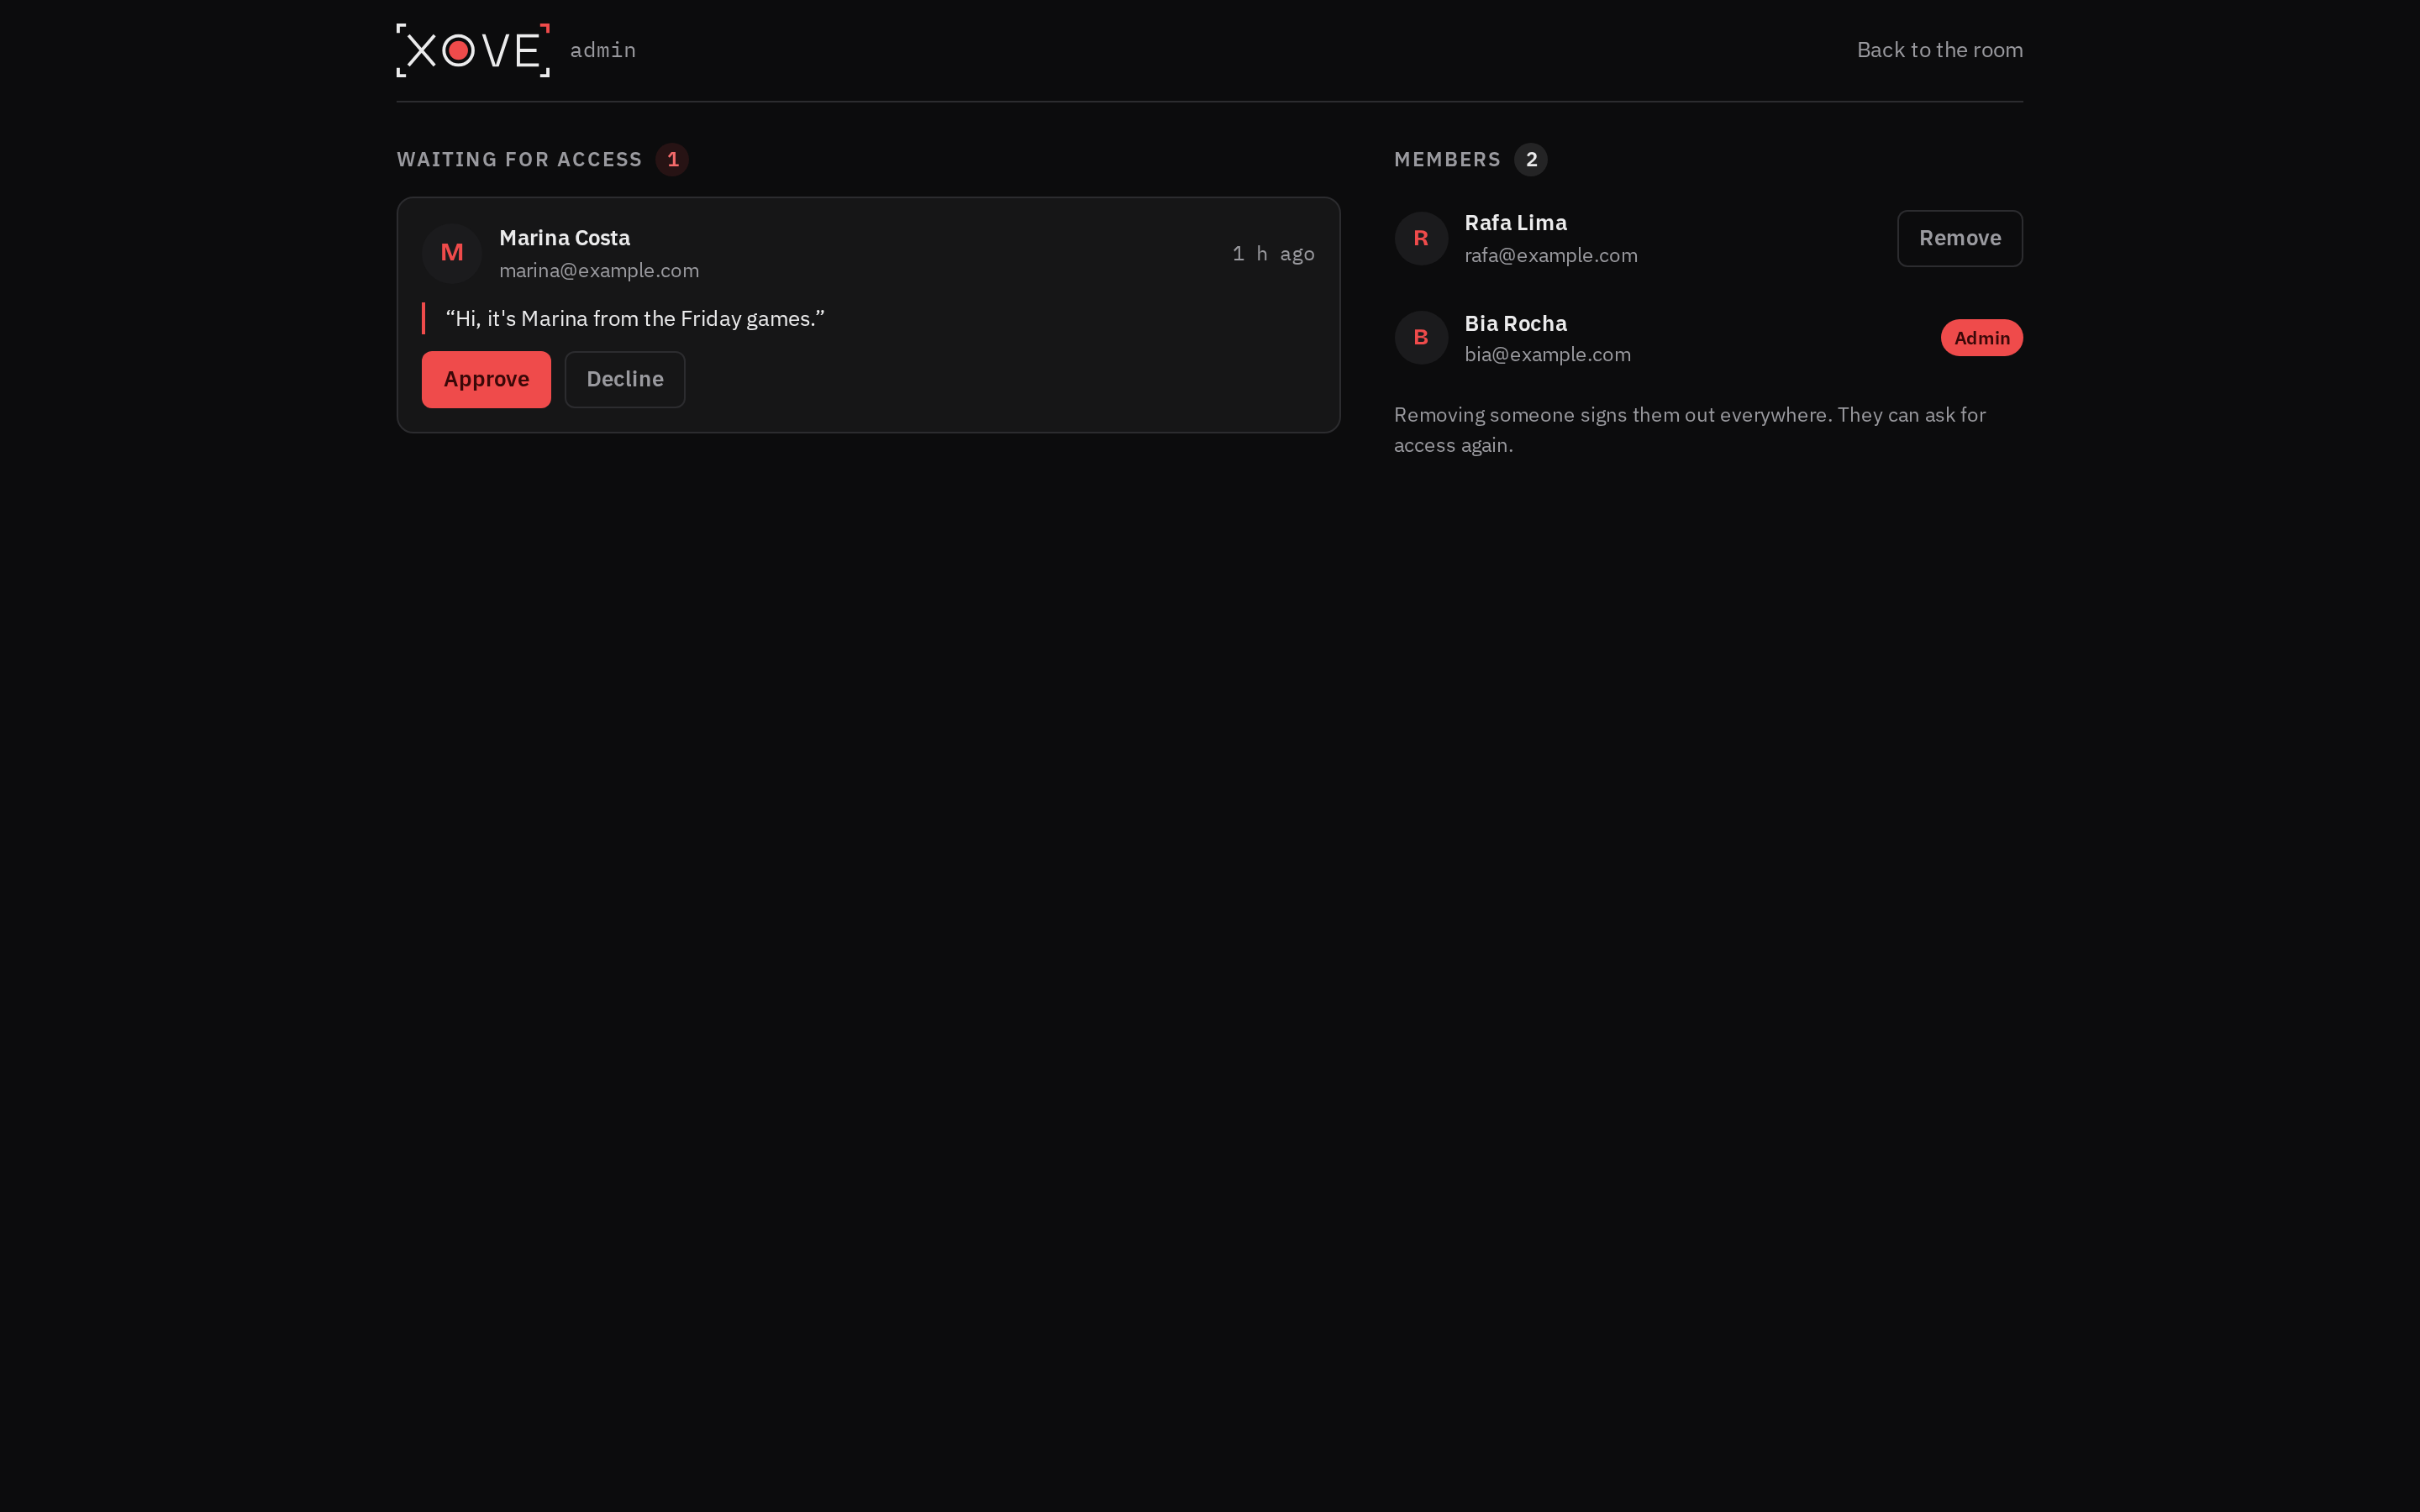 XOVE admin
Back to the room
WAITING FOR ACCESS 1
M
Marina Costa
marina@example.com
1 h ago
“Hi, it's Marina from the Friday games.”
Approve
Decline
MEMBERS 2
R
Rafa Lima
rafa@example.com
Remove
B
Bia Rocha
bia@example.com
Admin
Removing someone signs them out everywhere. They can ask for
access again.